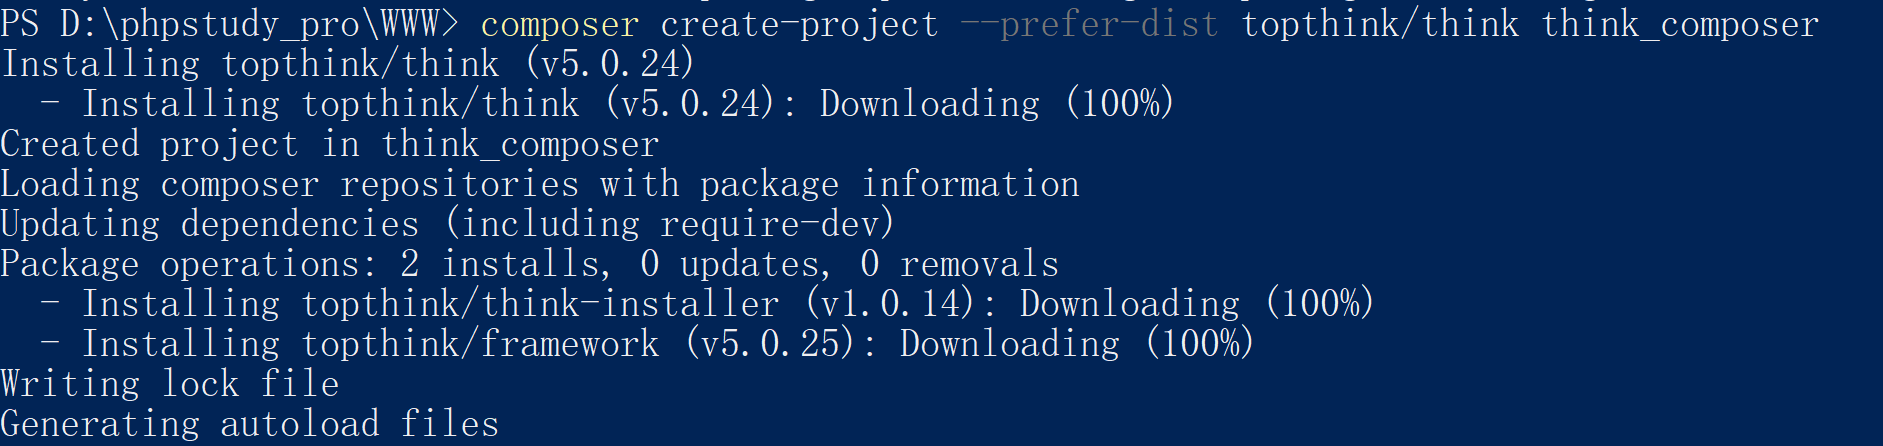 PS D:\phpstudy_pro\WWW> composer create-project --prefer-dist topthink/think think_composer
Installing topthink/think (v5.0.24)
  - Installing topthink/think (v5.0.24): Downloading (100%)
Created project in think_composer
Loading composer repositories with package information
Updating dependencies (including require-dev)
Package operations: 2 installs, 0 updates, 0 removals
  - Installing topthink/think-installer (v1.0.14): Downloading (100%)
  - Installing topthink/framework (v5.0.25): Downloading (100%)
Writing lock file
Generating autoload files